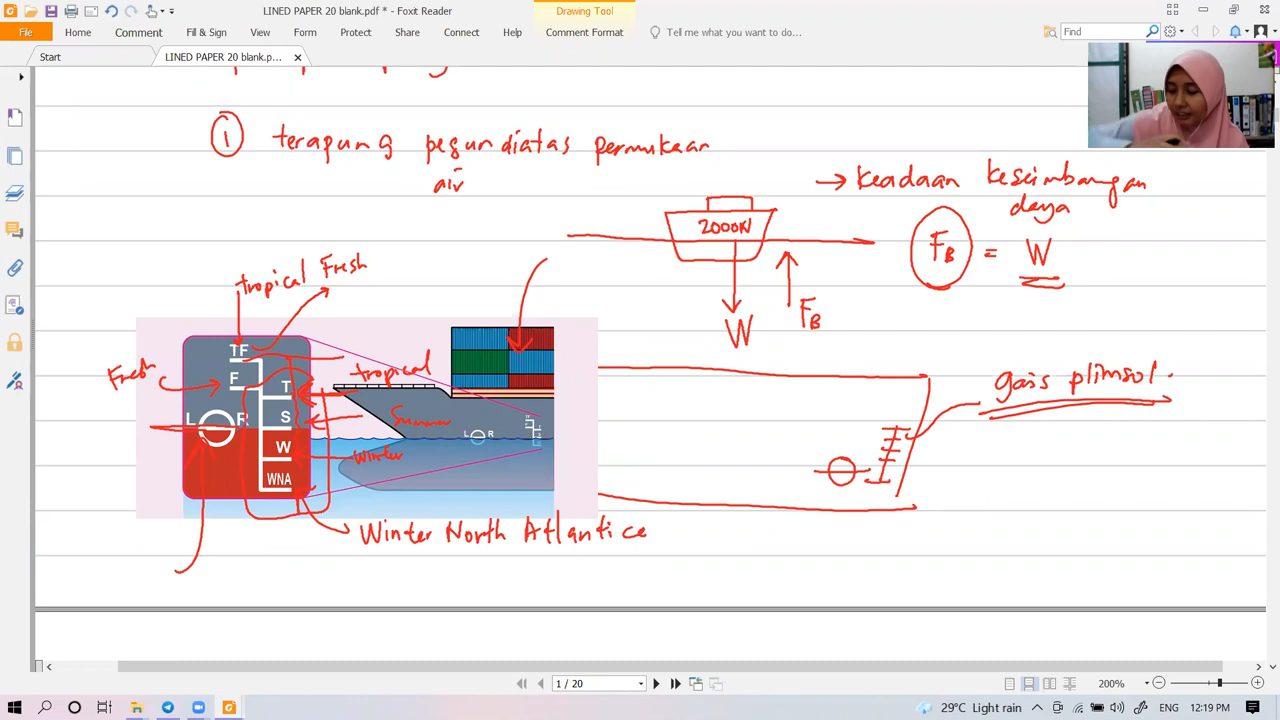 LINED PAPER 20 blank.pdf * - Foxit Reader
Drawing Tool
File
Home
Comment
Fill & Sign
View
Form
Protect
Share
Connect
Help
Comment Format
Tell me what you want to do...
Find
Start
LINED PAPER 20 blank.p...
1 terapung pegun diatas permukaan
air
→ Keadaan keseimbangan
daya
2000N
FB = W
W
FB
tropical Fresh
TF
Fresh
F
T
tropical
L
R
S
Summer
W
Winter
WNA
L R
Winter North Atlantice
gais plimsol.
1 / 20
200%
29°C Light rain
ENG
12:19 PM